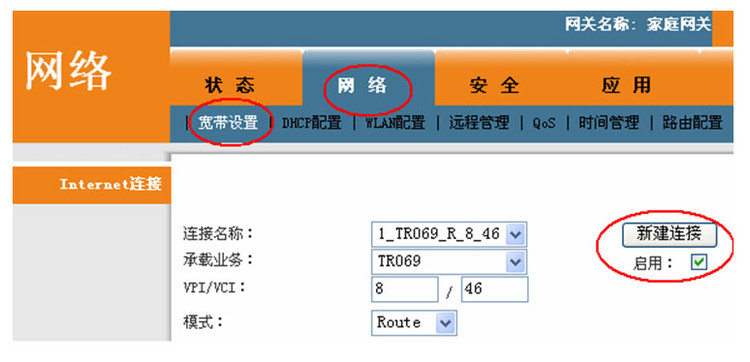 网关名称：家庭网关
网络
状态 网络 安全 应用
| 宽带设置 | DHCP配置 | WLAN配置 | 远程管理 | QoS | 时间管理 | 路由配置
Internet连接
连接名称： 1_TR069_R_8_46 新建连接
承载业务： TR069 启用：
VPI/VCI： 8 / 46
模式： Route